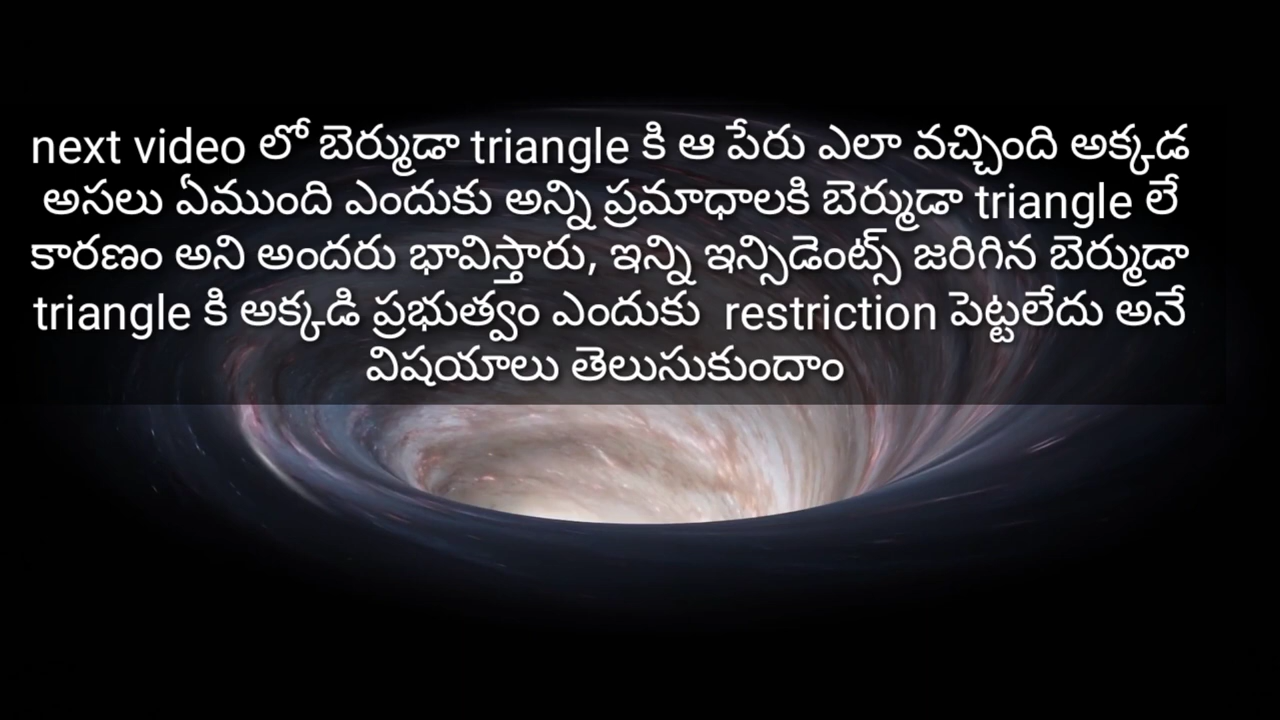 next video లో బెర్ముడా triangle కి ఆ పేరు ఎలా వచ్చింది అక్కడ
అసలు ఏముంది ఎందుకు అన్ని ప్రమాధాలకి బెర్ముడా triangle లే
కారణం అని అందరు భావిస్తారు, ఇన్ని ఇన్సిడెంట్స్ జరిగిన బెర్ముడా
triangle కి అక్కడి ప్రభుత్వం ఎందుకు  restriction పెట్టలేదు అనే
విషయాలు తెలుసుకుందాం